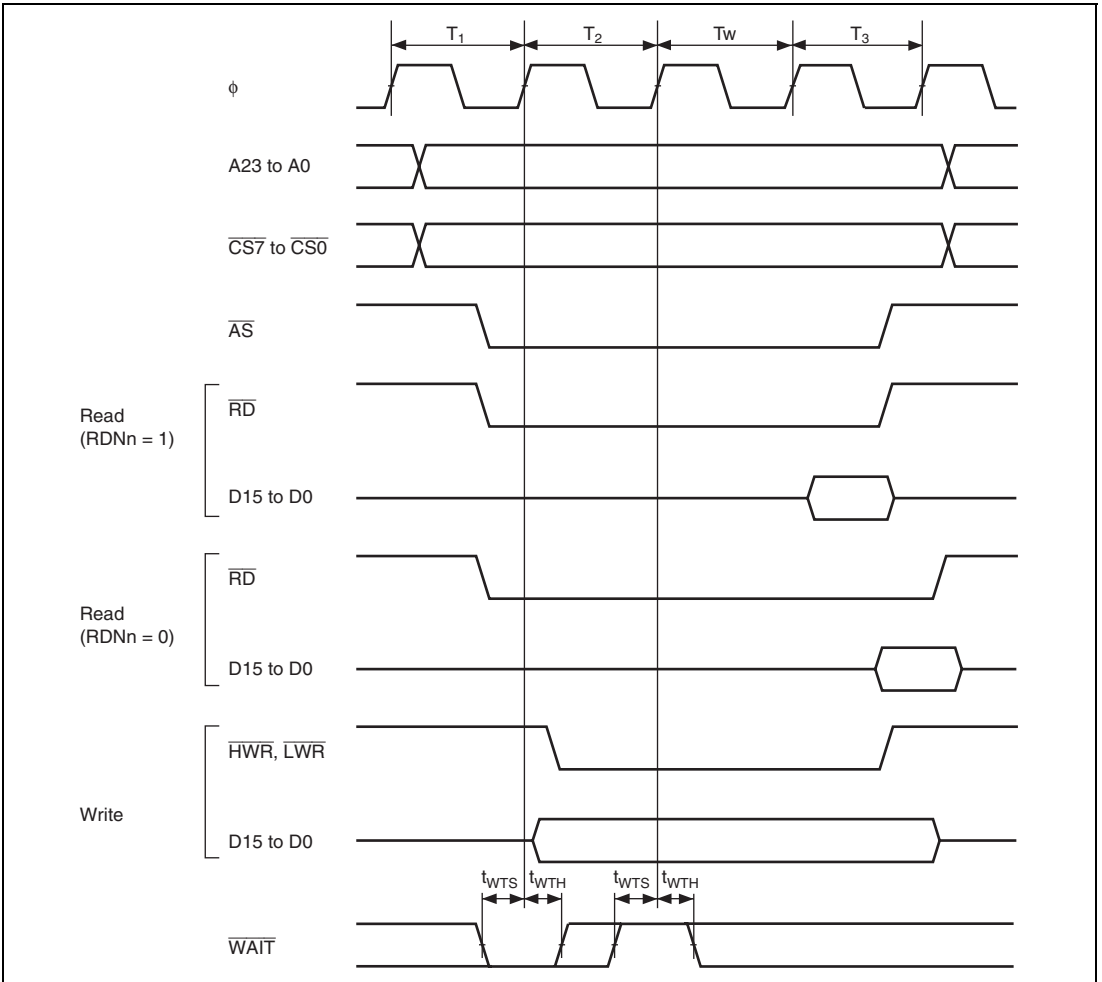 T1 T2 Tw T3
φ
A23 to A0
CS7 to CS0
AS
Read
(RDNn = 1)
RD
D15 to D0
Read
(RDNn = 0)
RD
D15 to D0
Write
HWR, LWR
D15 to D0
tWTS tWTH tWTS tWTH
WAIT